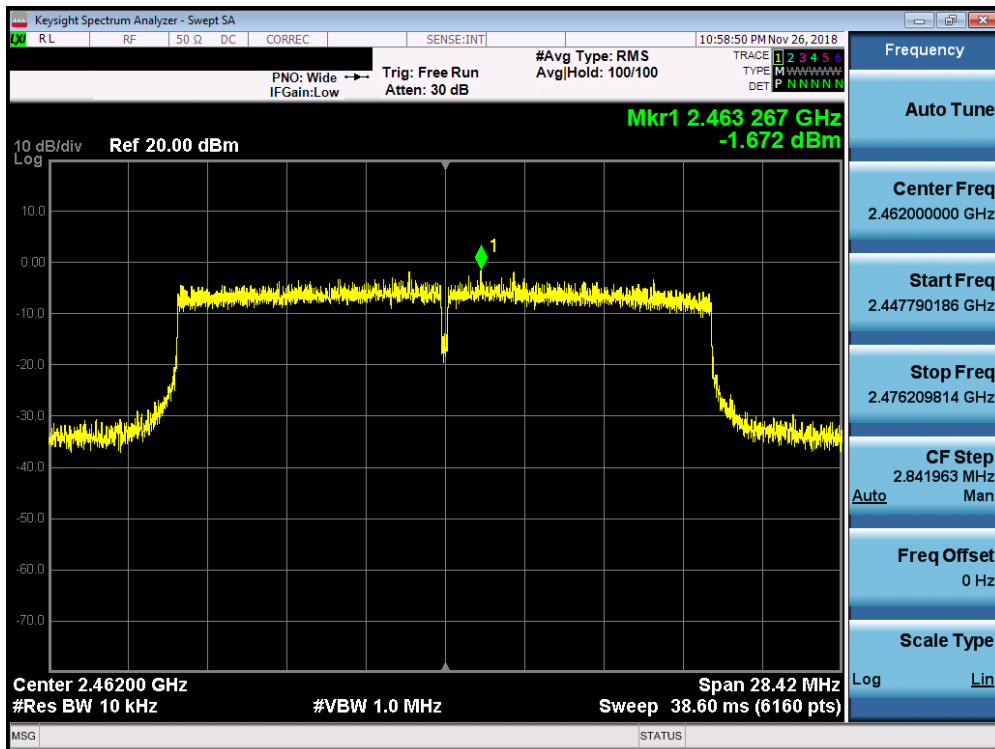 Keysight Spectrum Analyzer - Swept SA
LXI RL RF 50 Ω DC CORREC SENSE:INT 10:58:50 PM Nov 26, 2018
PNO: Wide Trig: Free Run #Avg Type: RMS TRACE 1 2 3 4 5 6
IFGain:Low Atten: 30 dB Avg|Hold: 100/100 TYPE M WWWWW
DET P N N N N N
Mkr1 2.463 267 GHz
-1.672 dBm
10 dB/div Ref 20.00 dBm
Log
10.0
0.00
-10.0
-20.0
-30.0
-40.0
-50.0
-60.0
-70.0
1
Center 2.46200 GHz Span 28.42 MHz
#Res BW 10 kHz #VBW 1.0 MHz Sweep 38.60 ms (6160 pts)
MSG STATUS
Frequency
Auto Tune
Center Freq
2.462000000 GHz
Start Freq
2.447790186 GHz
Stop Freq
2.476209814 GHz
CF Step
2.841963 MHz
Auto Man
Freq Offset
0 Hz
Scale Type
Log Lin